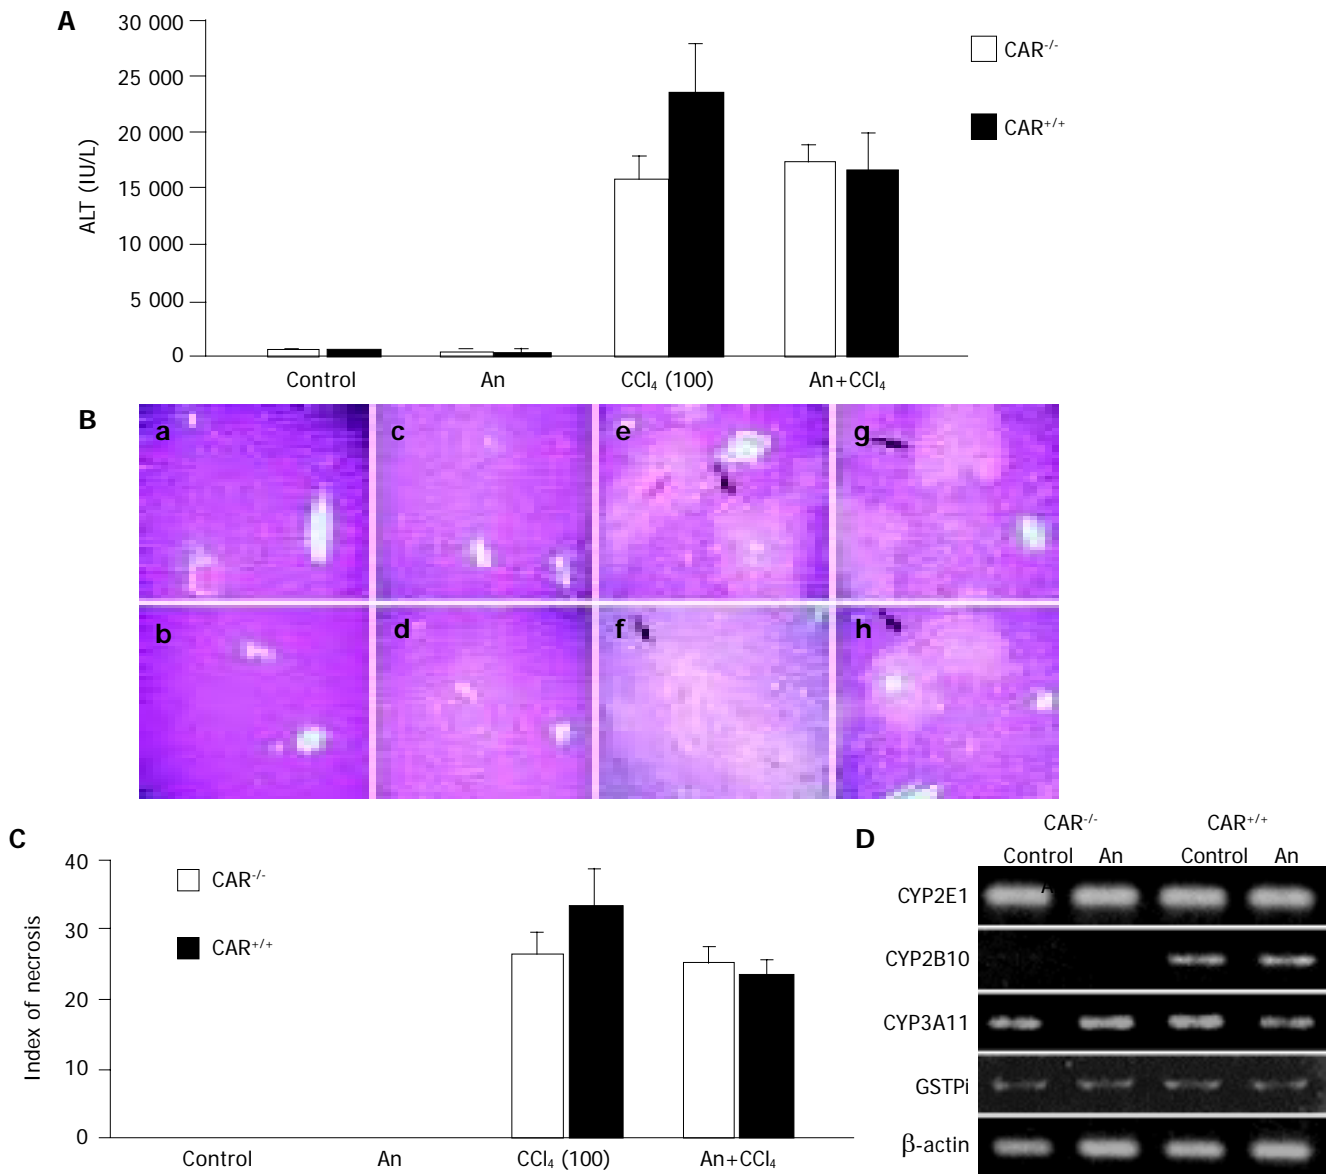 A
30 000
25 000
20 000
15 000
10 000
5 000
0
ALT (IU/L)
CAR-/-
CAR+/+
Control An CCl4 (100) An+CCl4
B
a c e g
b d f h
C
40
30
20
10
0
Index of necrosis
CAR-/-
CAR+/+
Control An CCl4 (100) An+CCl4
D
CAR-/- CAR+/+
Control An Control An
A
CYP2E1
CYP2B10
CYP3A11
GSTPi
β-actin